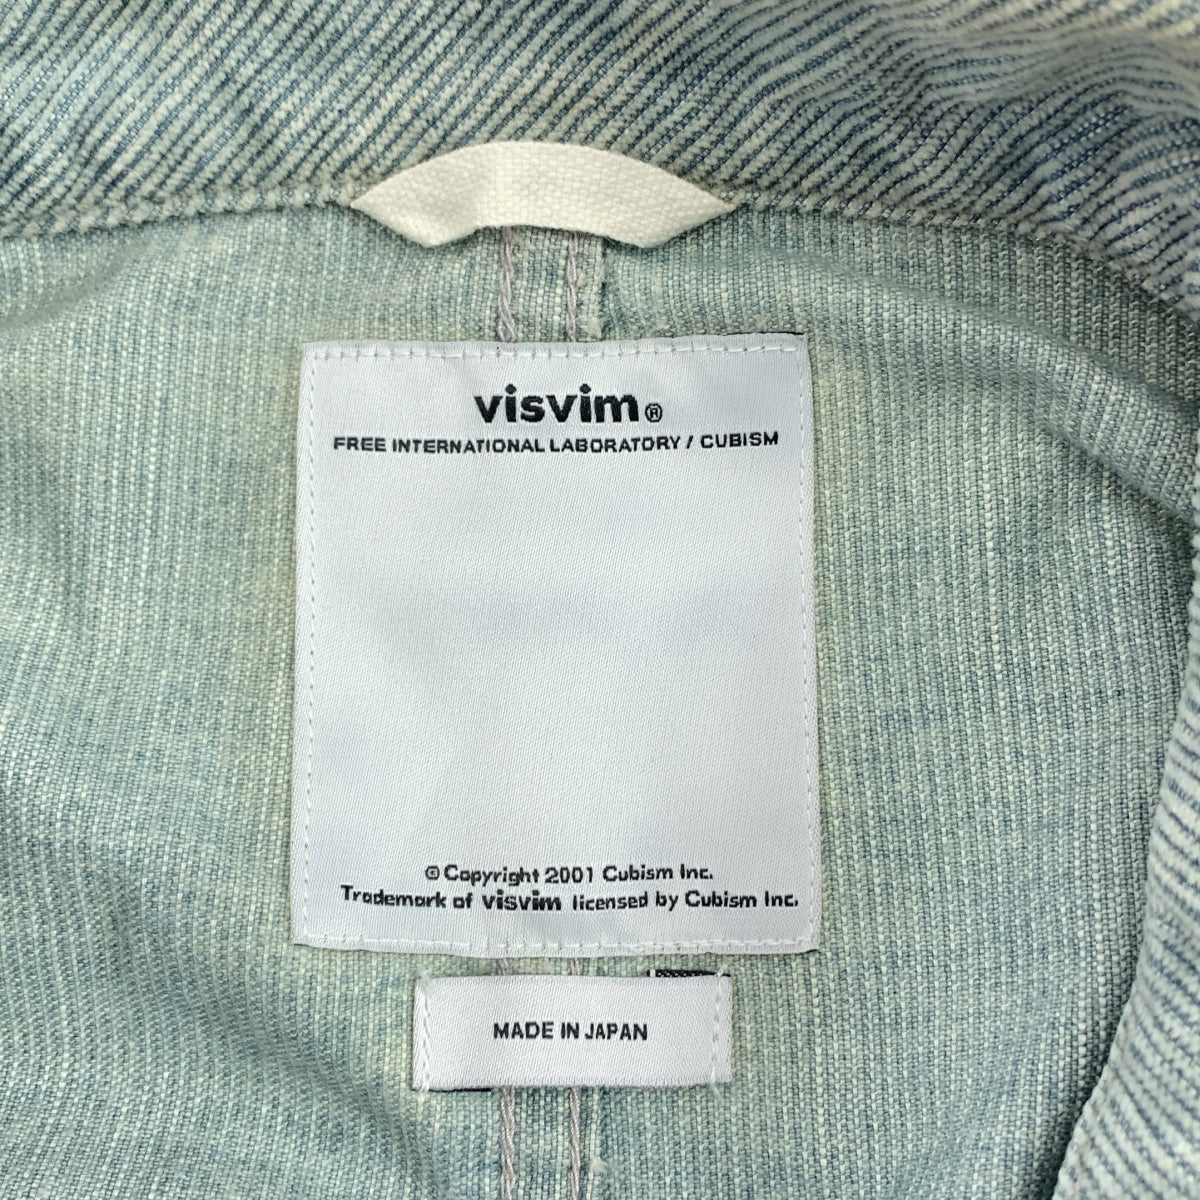 visvim®
FREE INTERNATIONAL LABORATORY / CUBISM
© Copyright 2001 Cubism Inc.
Trademark of visvim licensed by Cubism Inc.
MADE IN JAPAN